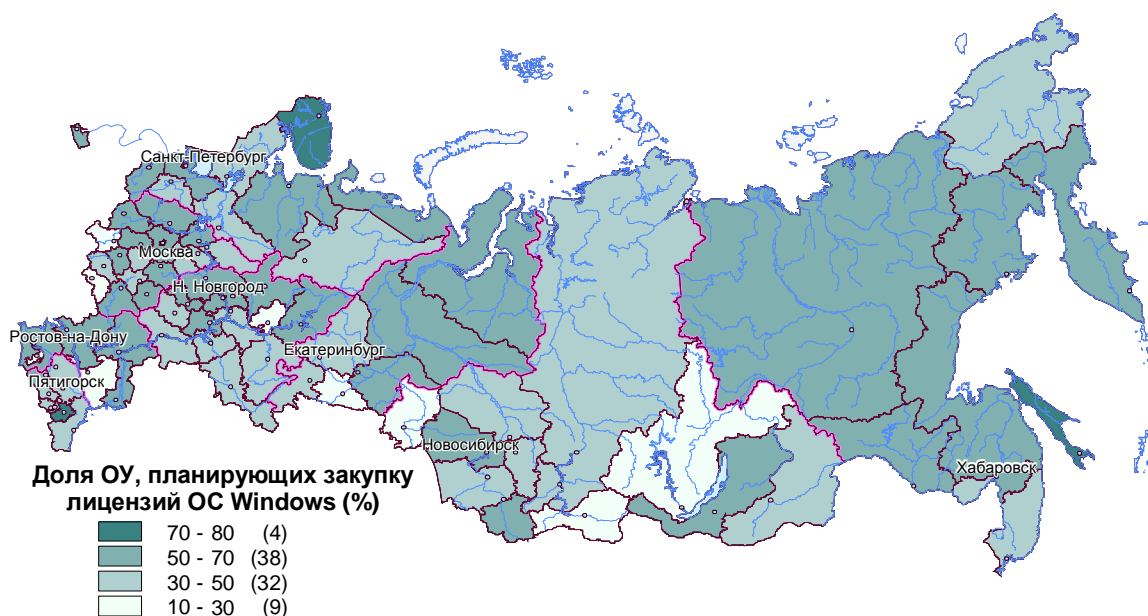 Санкт-Петербург
Москва
Н. Новгород
Ростов-на-Дону
Екатеринбург
Пятигорск
Новосибирск
Хабаровск
Доля ОУ, планирующих закупку
лицензий ОС Windows (%)
70 - 80 (4)
50 - 70 (38)
30 - 50 (32)
10 - 30 (9)